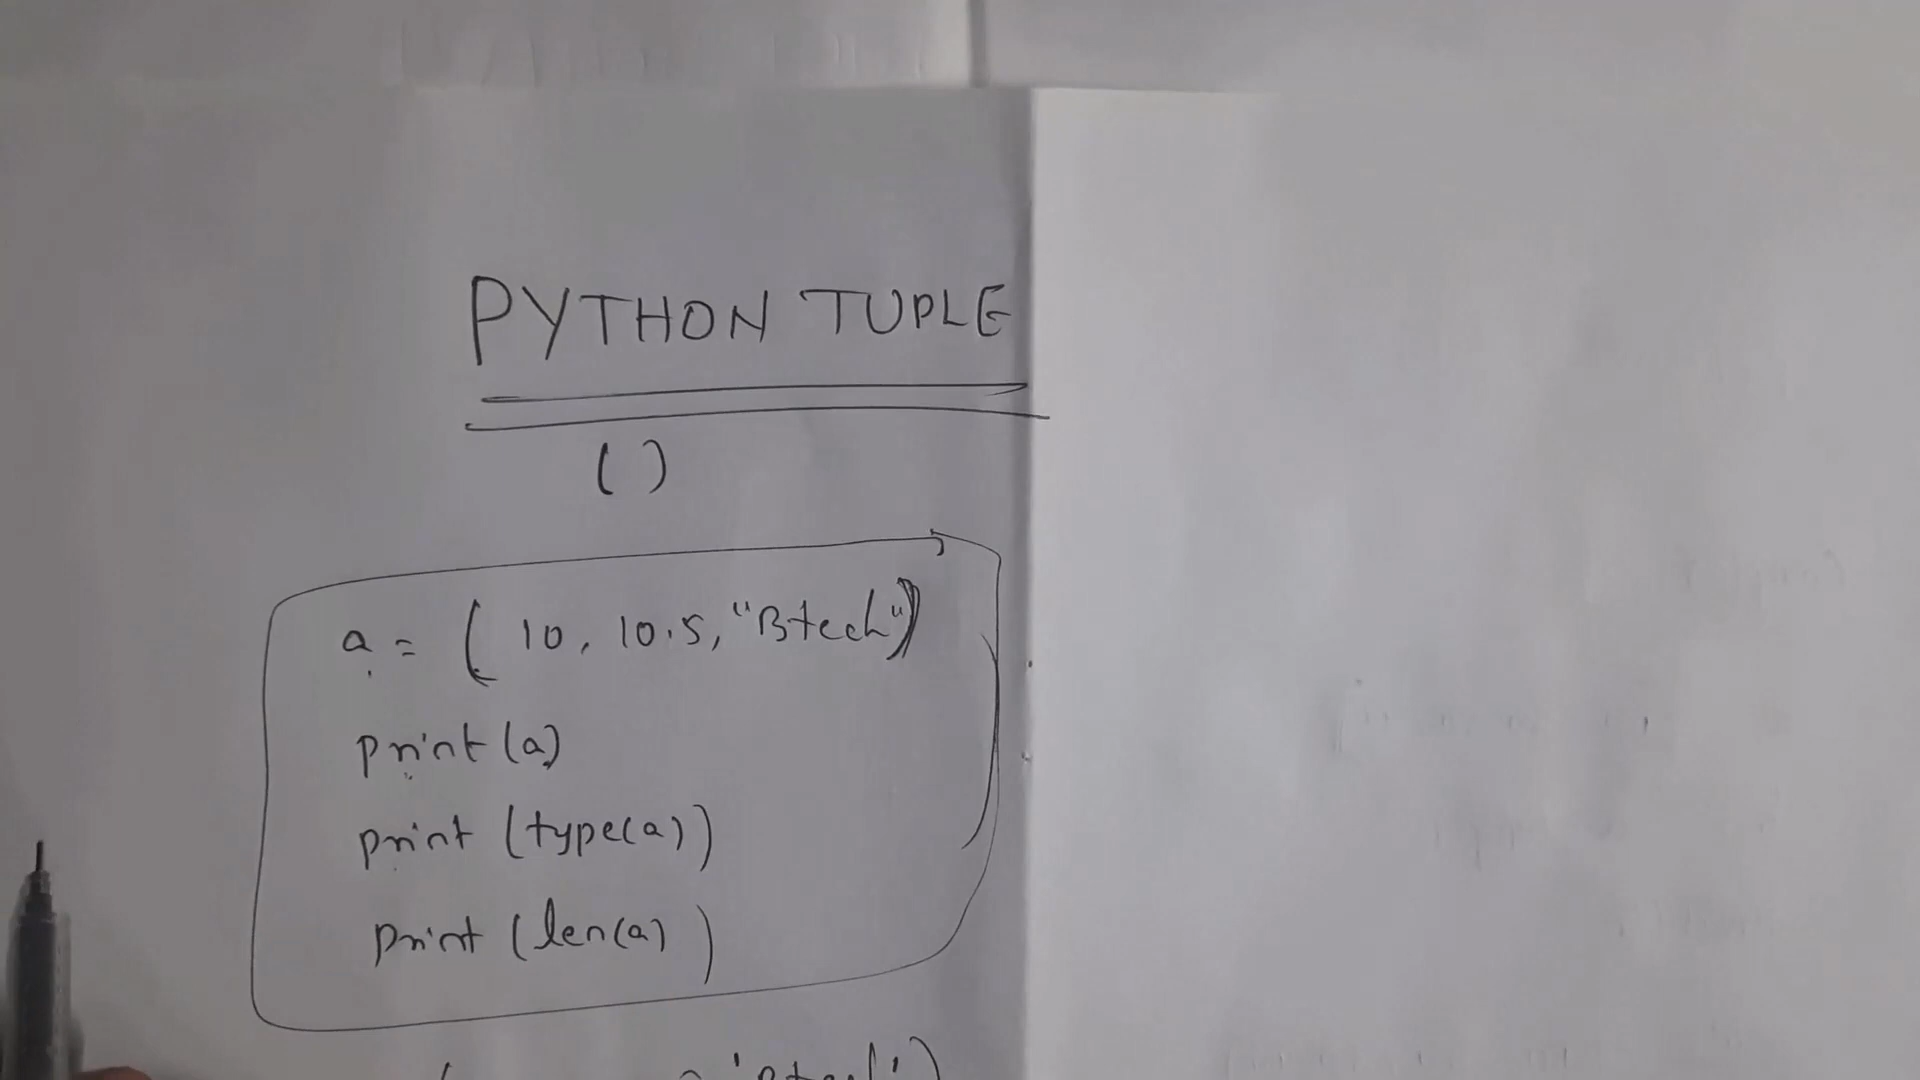 PYTHON TUPLE
()
a = (10, 10.5, "Btech")
print(a)
print (type(a))
print (len(a))